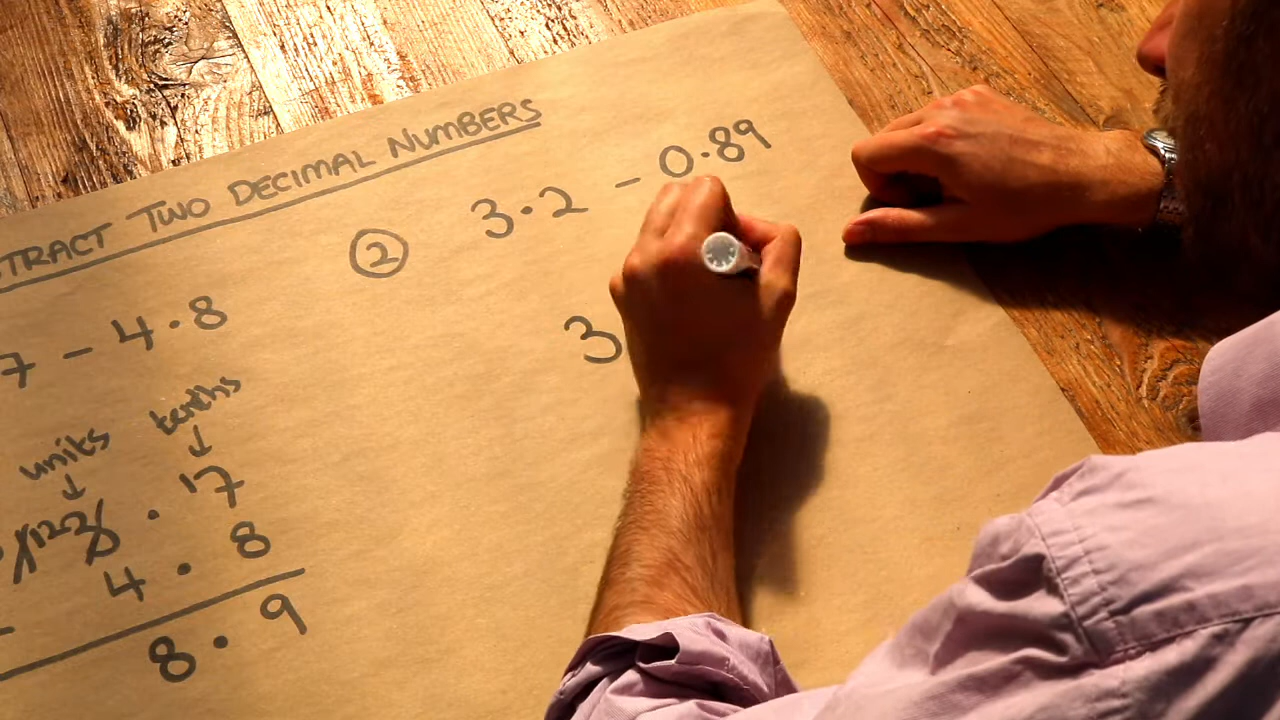 TRACT TWO DECIMAL NUMBERS
7 - 4.8
units
tenths
↓ ↓
. 17
4 . 8
8 . 9
② 3.2 - 0.89
3